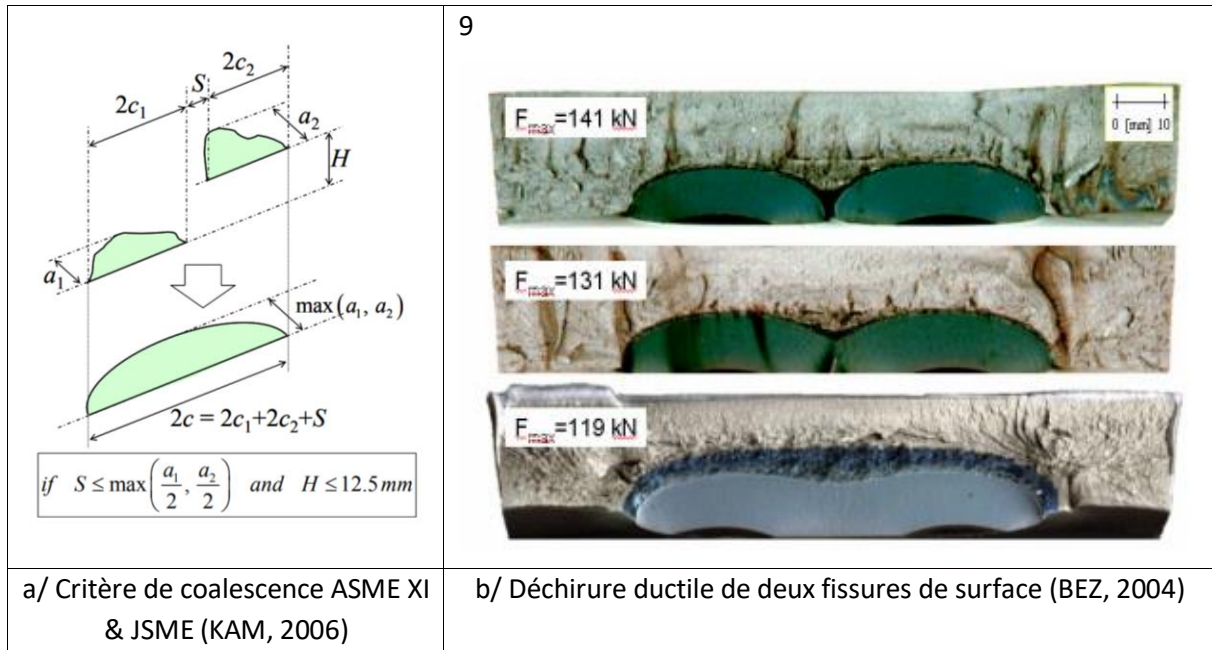 2c₁
S
2c₂
a₂
H
a₁
max(a₁, a₂)
2c = 2c₁+2c₂+S
if S ≤ max(a₁/2, a₂/2) and H ≤ 12.5 mm
a/ Critère de coalescence ASME XI
& JSME (KAM, 2006)
9
Fmax=141 kN
0 [mm] 10
Fmax=131 kN
Fmax=119 kN
b/ Déchirure ductile de deux fissures de surface (BEZ, 2004)